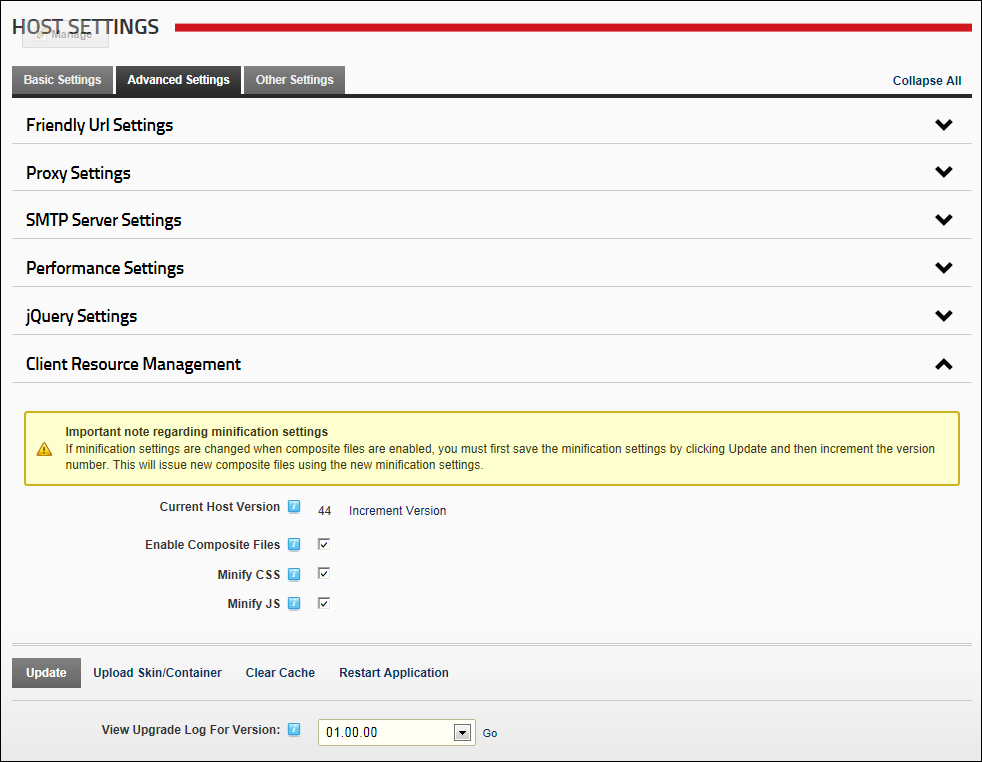 HOST SETTINGS
Manage
Basic Settings Advanced Settings Other Settings Collapse All
Friendly Url Settings
Proxy Settings
SMTP Server Settings
Performance Settings
jQuery Settings
Client Resource Management
Important note regarding minification settings
If minification settings are changed when composite files are enabled, you must first save the minification settings by clicking Update and then increment the version
number. This will issue new composite files using the new minification settings.
Current Host Version 44 Increment Version
Enable Composite Files
Minify CSS
Minify JS
Update Upload Skin/Container Clear Cache Restart Application
View Upgrade Log For Version: 01.00.00 Go